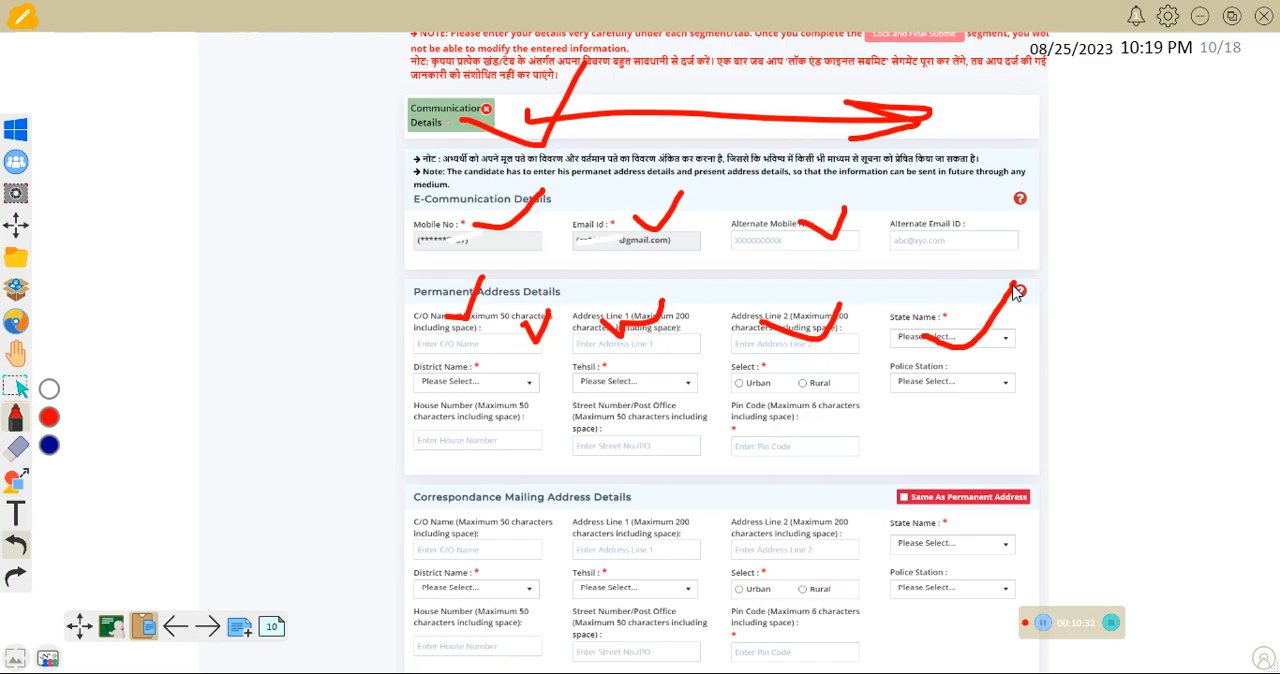 ➔ NOTE: Please enter your details very carefully under each segment/tab. Once you complete the Lock and Final Submit segment, you
not be able to modify the entered information.
08/25/2023 10:19 PM 10/18
नोट: कृपया प्रत्येक खंड/टैब के अंतर्गत अपना विवरण बहुत सावधानी से दर्ज करें। एक बार जब आप 'लॉक एंड फाइनल सबमिट' सेगमेंट पूरा कर लेंगे, तब आप दर्ज की गई
जानकारी को संशोधित नहीं कर पाएंगे।
Communication
Details
➔ नोट : अभ्यर्थी को अपने मूल पते का विवरण और वर्तमान पते का विवरण अंकित कर करना है, जिससे कि भविष्य में किसी भी माध्यम से सूचना को प्रेषित किया जा सकता है।
➔ Note: The candidate has to enter his permanet address details and present address details, so that the information can be sent in future through any
medium.
E-Communication Details
Mobile No : * Email Id : * Alternate Mobile Alternate Email ID :
@gmail.com) XXXXXXXXXX abc@xyz.com
Permanent Address Details
C/O Name (Maximum 50 characters Address Line 1 (Maximum 200 Address Line 2 (Maximum 200 State Name : *
including space) : characters including space) : characters including space) :
Enter C/O Name Enter Address Line 1 Enter Address Line 2 Please Select...
District Name : * Tehsil : * Select : * Police Station :
Please Select... Please Select... Urban Rural Please Select...
House Number (Maximum 50 Street Number/Post Office Pin Code (Maximum 6 characters
characters including space) : (Maximum 50 characters including including space) :
space) : *
Enter House Number Enter Street No./PO Enter Pin Code
Correspondance Mailing Address Details Same As Permanent Address
C/O Name (Maximum 50 characters Address Line 1 (Maximum 200 Address Line 2 (Maximum 200 State Name : *
including space): characters including space) : characters including space) :
Enter C/O Name Enter Address Line 1 Enter Address Line 2 Please Select...
District Name : * Tehsil : * Select : * Police Station :
Please Select... Please Select... Urban Rural Please Select...
House Number (Maximum 50 Street Number/Post Office Pin Code (Maximum 6 characters
characters including space) : (Maximum 50 characters including including space) :
space) : *
Enter House Number Enter Street No./PO Enter Pin Code
10
00:10:32
T